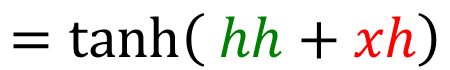 = tanh( hh + xh)